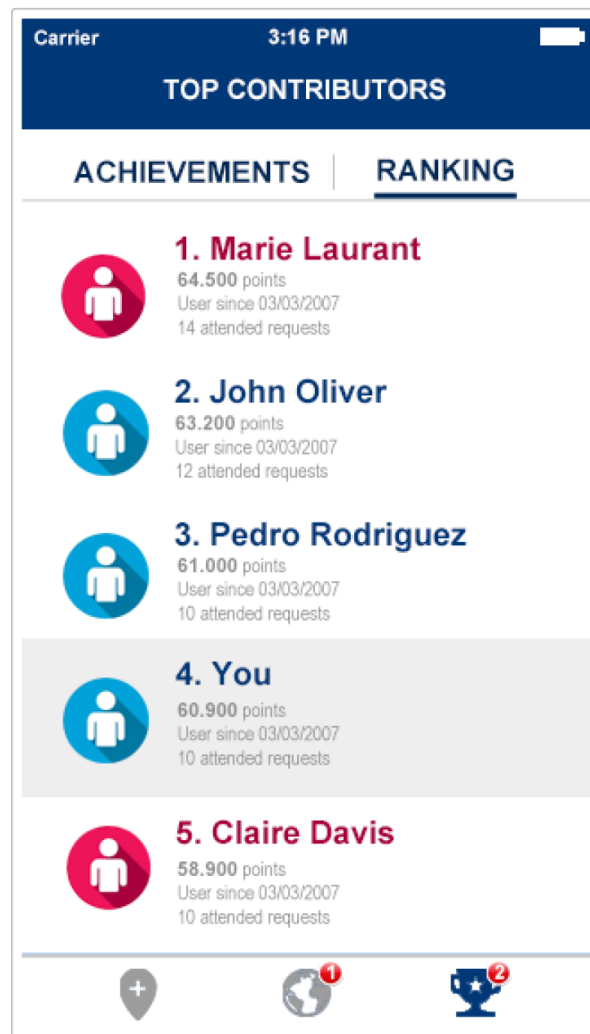 Carrier 3:16 PM
TOP CONTRIBUTORS
ACHIEVEMENTS RANKING
1. Marie Laurant
64.500 points
User since 03/03/2007
14 attended requests
2. John Oliver
63.200 points
User since 03/03/2007
12 attended requests
3. Pedro Rodriguez
61.000 points
User since 03/03/2007
10 attended requests
4. You
60.900 points
User since 03/03/2007
10 attended requests
5. Claire Davis
58.900 points
User since 03/03/2007
10 attended requests
1 2